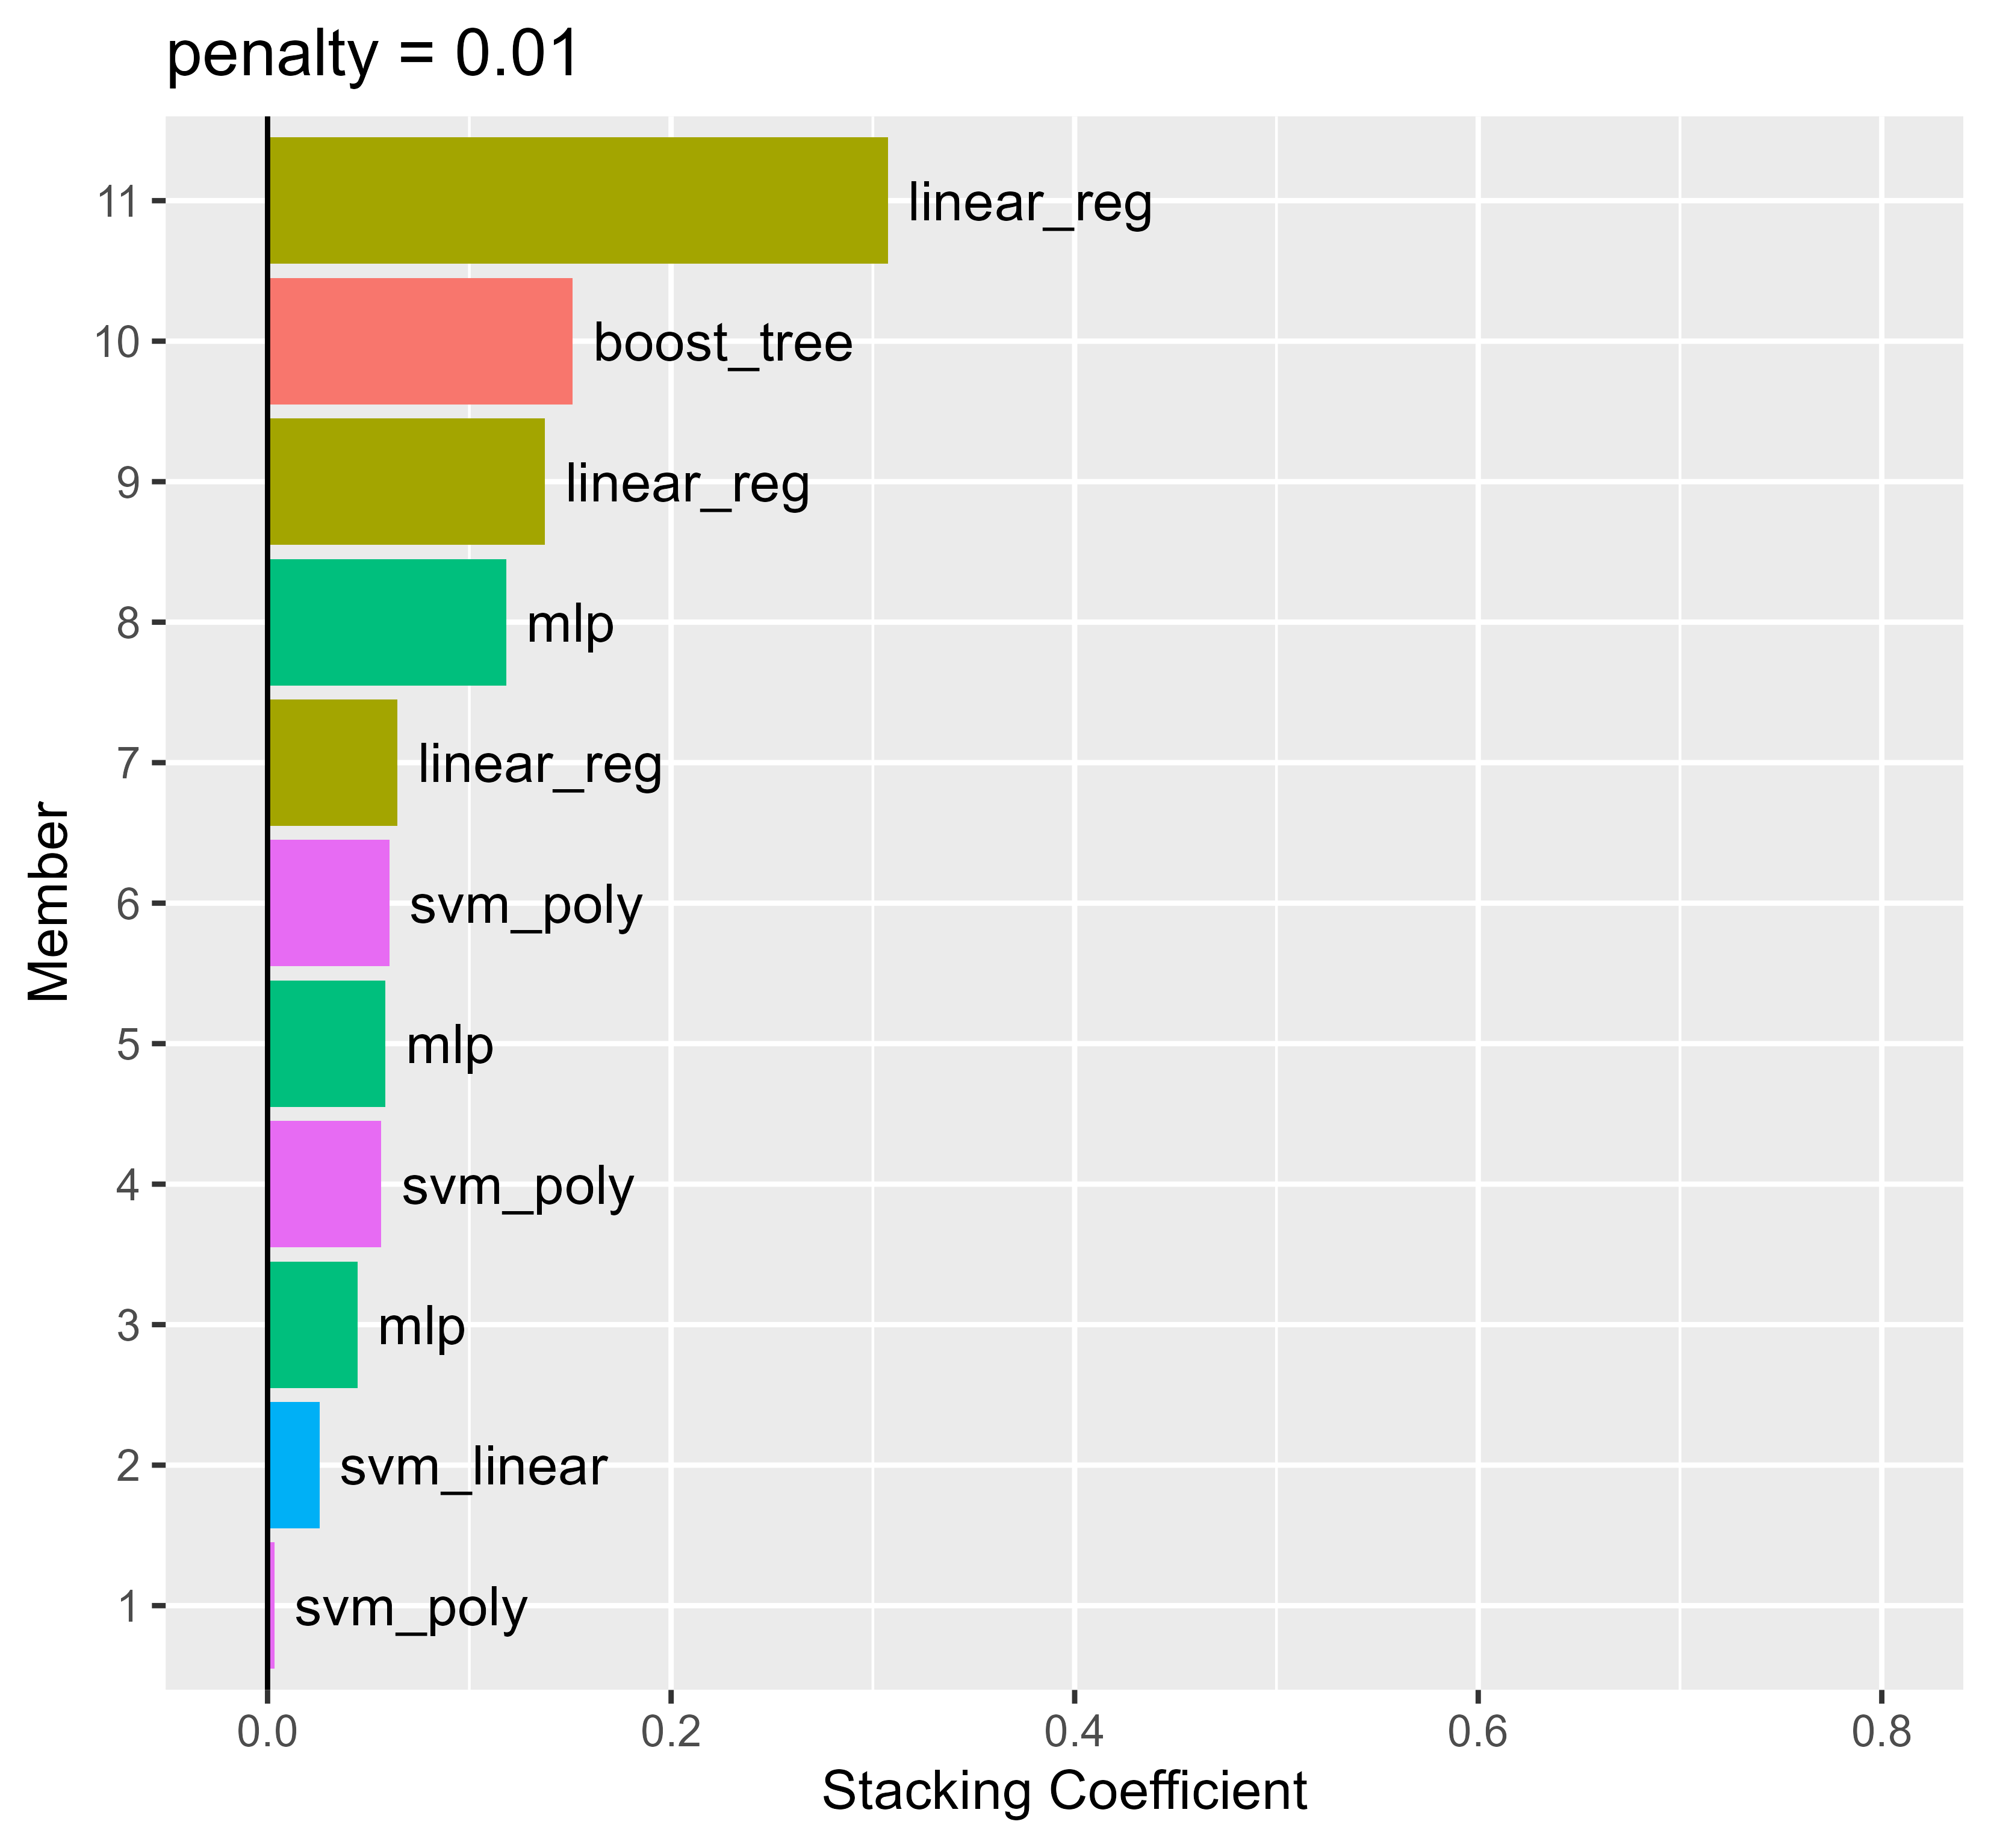 penalty = 0.01
11
linear_reg
10
boost_tree
9
linear_reg
8
mlp
7
linear_reg
6
svm_poly
5
mlp
4
svm_poly
3
mlp
2
svm_linear
1
svm_poly
Member
0.0 0.2 0.4 0.6 0.8
Stacking Coefficient